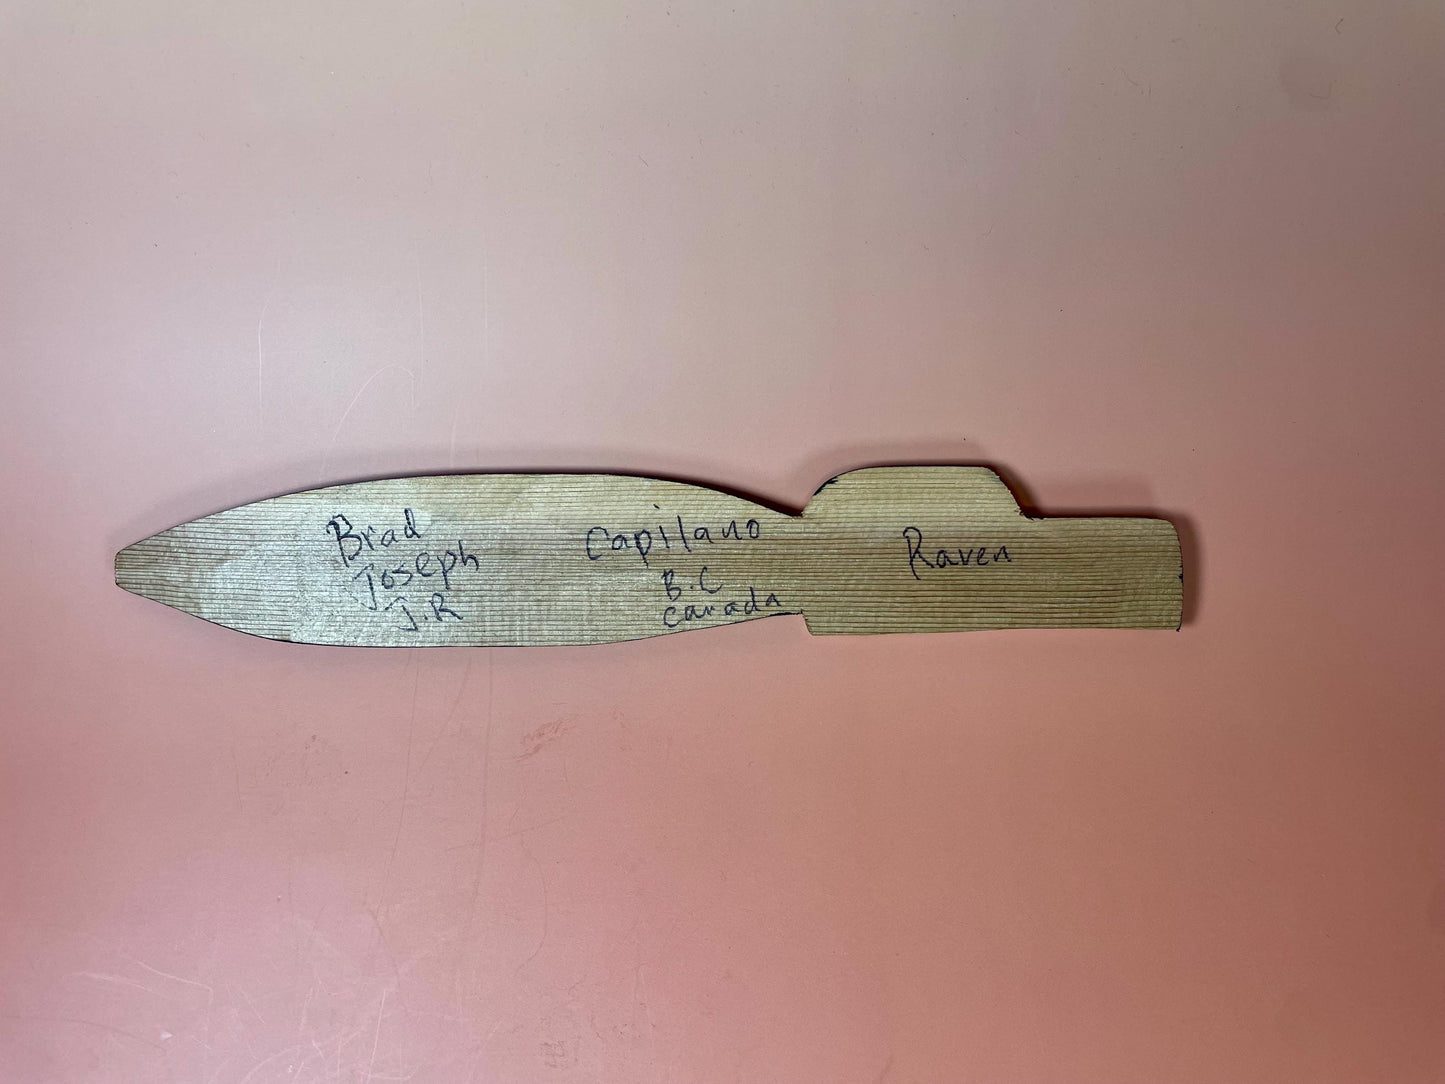 Brad
Joseph
J.R
Capilano
B.C
Canada
Raven